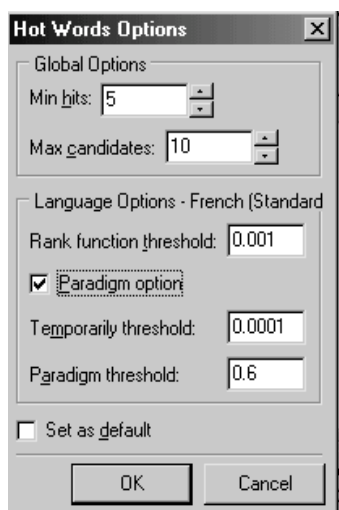 Hot Words Options
Global Options
Min hits: 5
Max candidates: 10
Language Options - French (Standard
Rank function threshold: 0.001
Paradigm option
Temporarily threshold: 0.0001
Paradigm threshold: 0.6
Set as default
OK Cancel